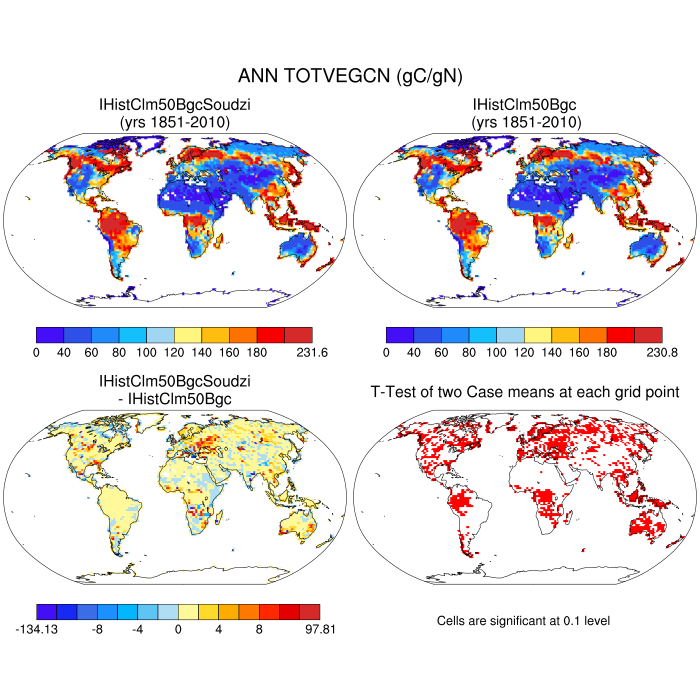 ANN TOTVEGCN (gC/gN)
IHistClm50BgcSoudzi
(yrs 1851-2010)
IHistClm50Bgc
(yrs 1851-2010)
0 40 60 80 100 120 140 160 180 231.6
0 40 60 80 100 120 140 160 180 230.8
IHistClm50BgcSoudzi
- IHistClm50Bgc
T-Test of two Case means at each grid point
-134.13 -8 -4 0 4 8 97.81
Cells are significant at 0.1 level